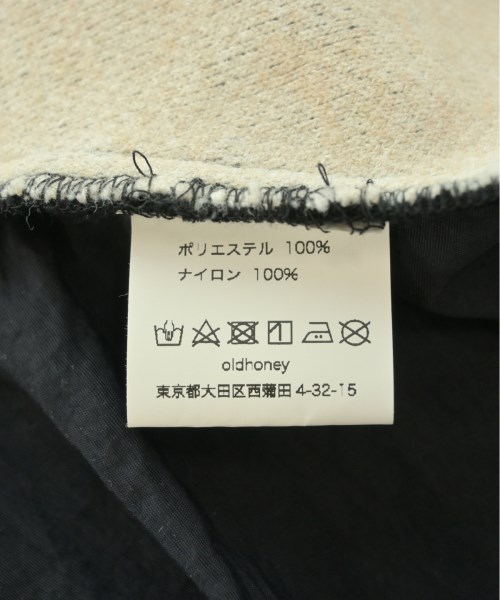 ポリエステル 100%
ナイロン 100%
oldhoney
東京都大田区西蒲田4-32-15